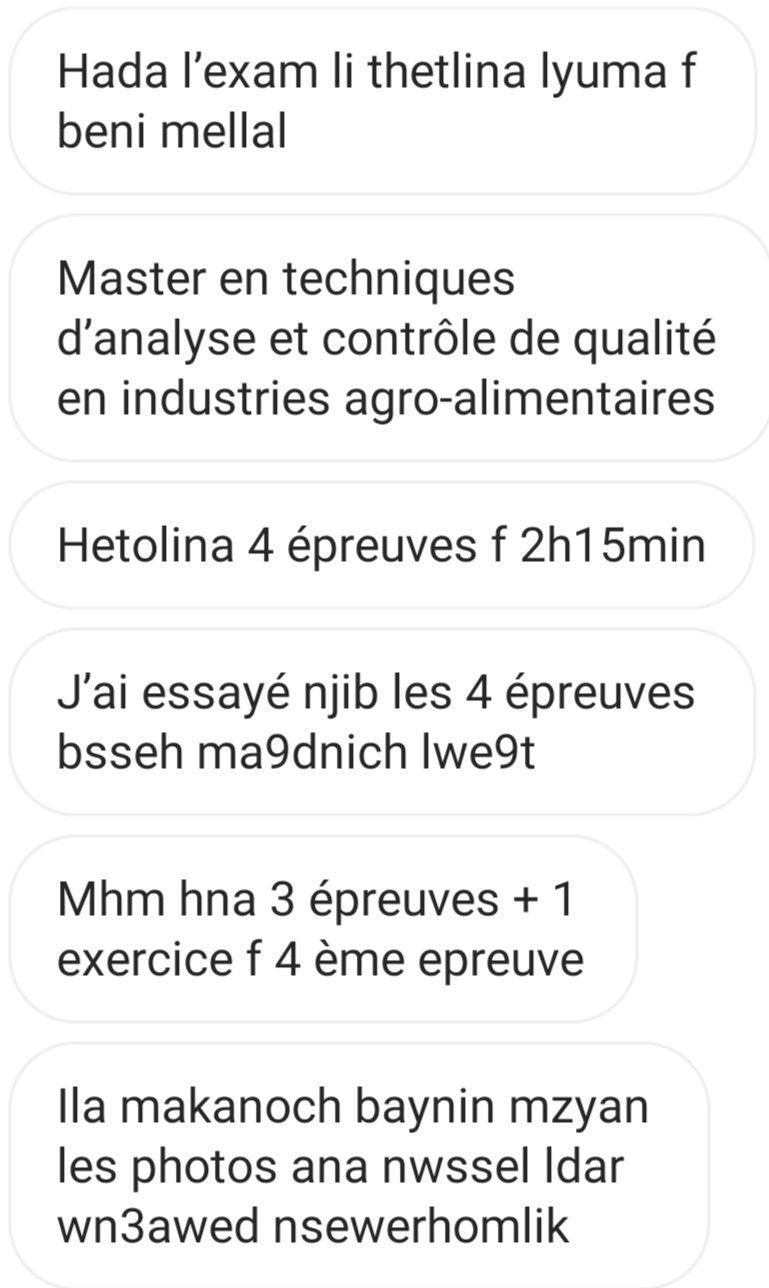 Hada l’exam li thetlina lyuma f
beni mellal
Master en techniques
d’analyse et contrôle de qualité
en industries agro-alimentaires
Hetolina 4 épreuves f 2h15min
J’ai essayé njib les 4 épreuves
bsseh ma9dnich lwe9t
Mhm hna 3 épreuves + 1
exercice f 4 ème epreuve
Ila makanoch baynin mzyan
les photos ana nwssel ldar
wn3awed nsewerhomlik